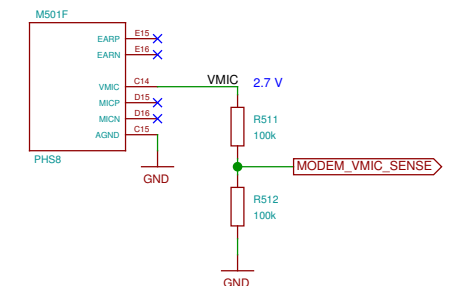 M501F
EARP E15
EARN E16
VMIC C14 VMIC 2.7 V
MICP D15
MICN D16
AGND C15
PHS8
GND
R511
100k
MODEM_VMIC_SENSE
R512
100k
GND